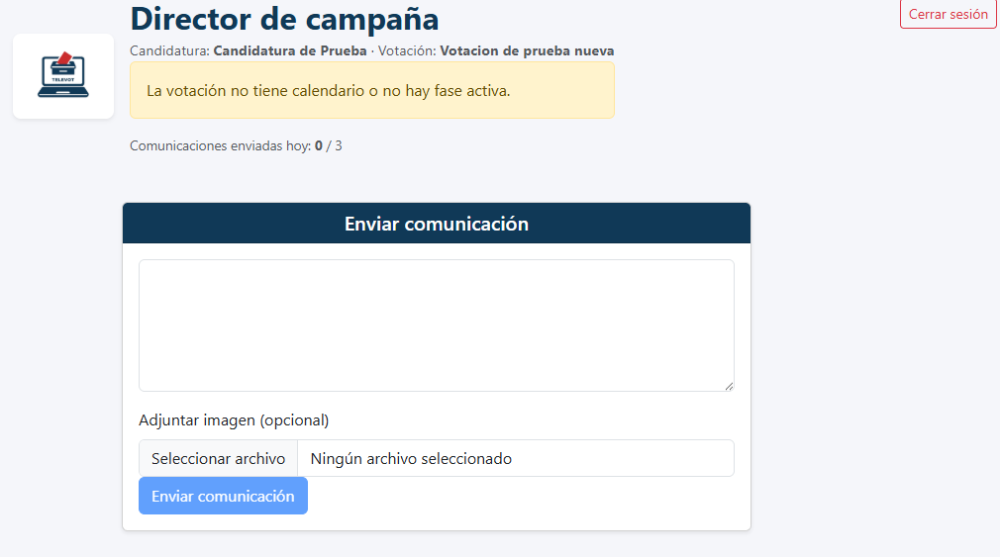 Director de campaña
Cerrar sesión
TELEVOT
Candidatura: Candidatura de Prueba · Votación: Votacion de prueba nueva
La votación no tiene calendario o no hay fase activa.
Comunicaciones enviadas hoy: 0 / 3
Enviar comunicación
Adjuntar imagen (opcional)
Seleccionar archivo Ningún archivo seleccionado
Enviar comunicación